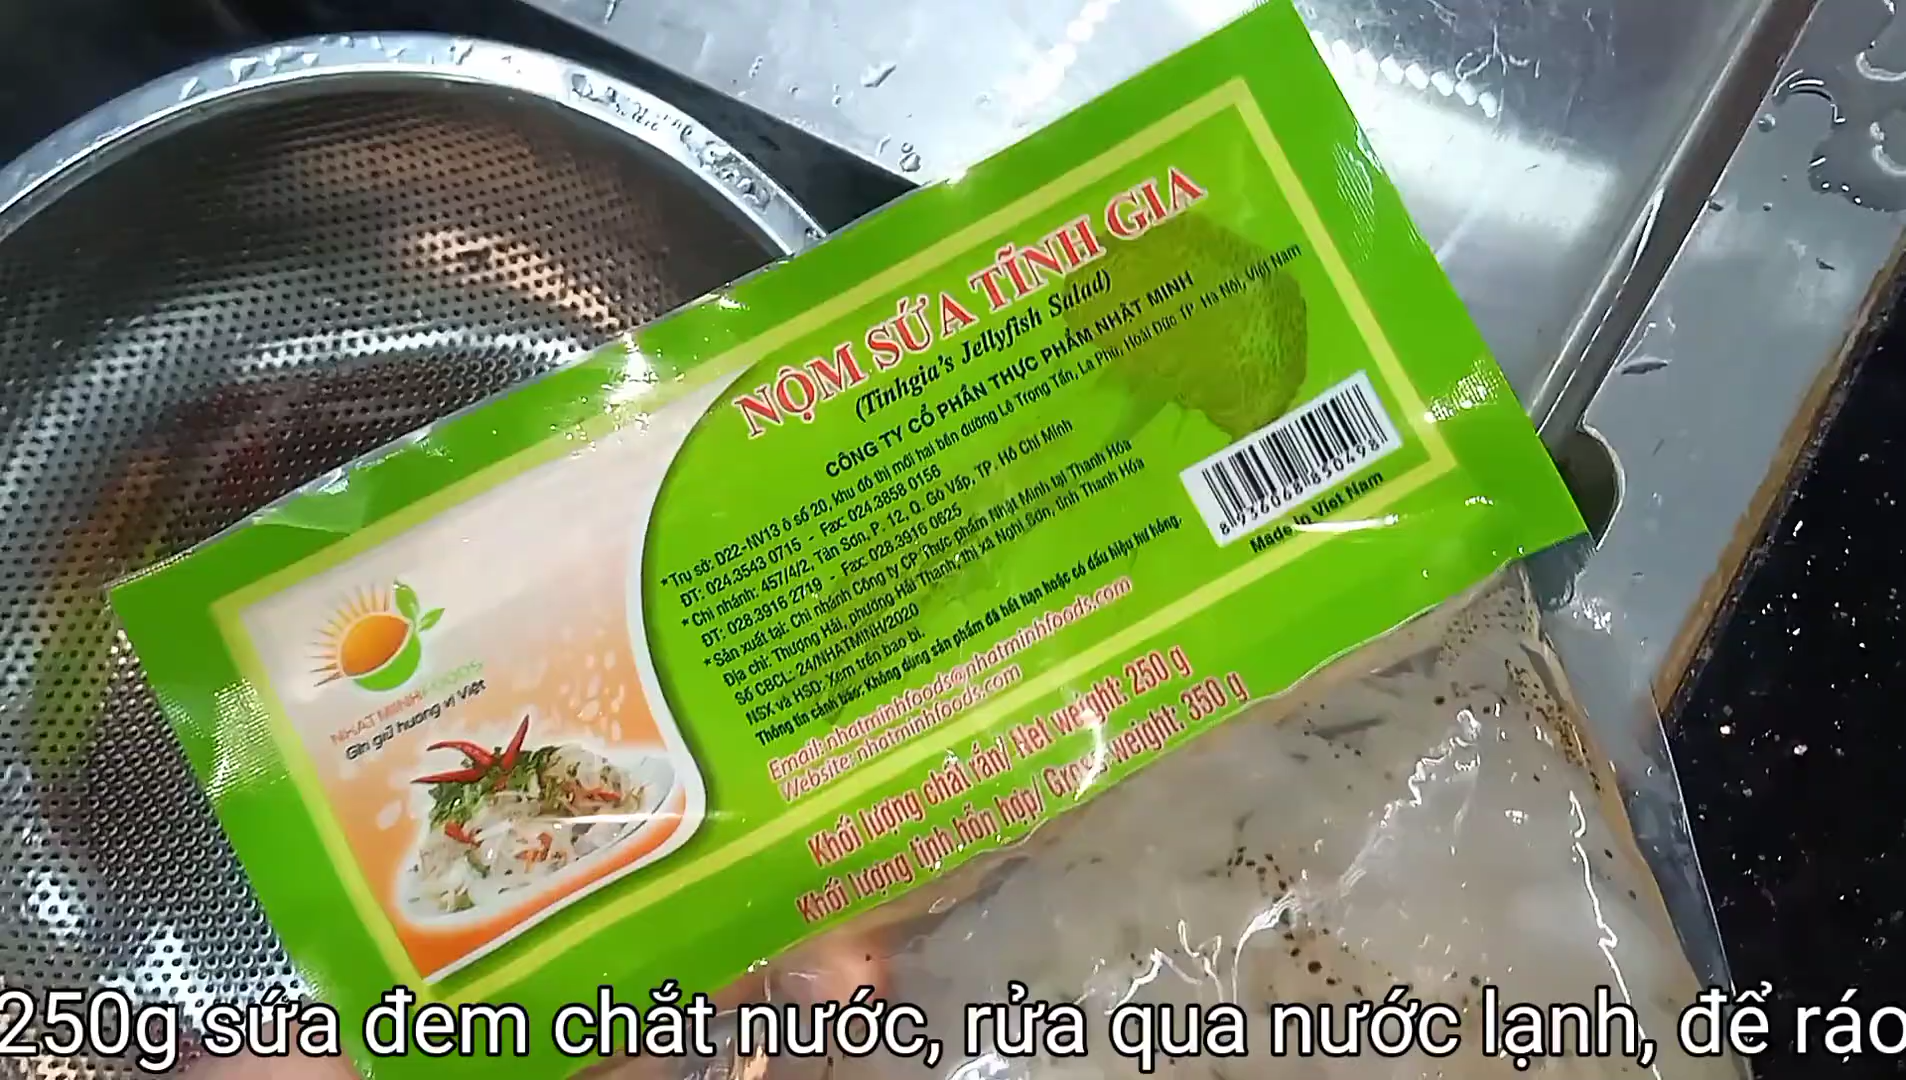 NỘM SỨA TĨNH GIA
(Tinhgia's Jellyfish Salad)
CÔNG TY CỔ PHẦN THỰC PHẨM NHẬT MINH
*Trụ sở: D22-NV13 ô số 20, khu đô thị mới hai bên đường Lê Trọng Tấn, La Phù, Hoài Đức TP. Hà Nội, Việt Nam
ĐT: 024.3543 0715 - Fax: 024.3858 0156
* Chi nhánh: 457/4/2, Tân Sơn, P. 12, Q. Gò Vấp, TP. Hồ Chí Minh
ĐT: 028.3916 2719 - Fax: 028.3916 0625
* Sản xuất tại: Chi nhánh Công ty CP Thực phẩm Nhật Minh tại Thanh Hóa
Địa chỉ: Thượng Hải, phường Hải Thanh, thị xã Nghi Sơn, tỉnh Thanh Hóa
Số CBCL: 24/NHATMINH/2020
NSX và HSD: Xem trên bao bì.
Thông tin cảnh báo: Không dùng sản phẩm đã hết hạn hoặc có dấu hiệu hư hỏng.
Email: nhatminhfoods@nhatminhfoods.com
Website: nhatminhfoods.com
Khối lượng chất rắn/ Net weight: 250 g
Khối lượng tịnh hỗn hợp/ Gross weight: 350 g
8 936068 830498
Made in Viet Nam
NHATMINHFOODS
Gìn giữ hương vị Việt
250g sứa đem chắt nước, rửa qua nước lạnh, để ráo